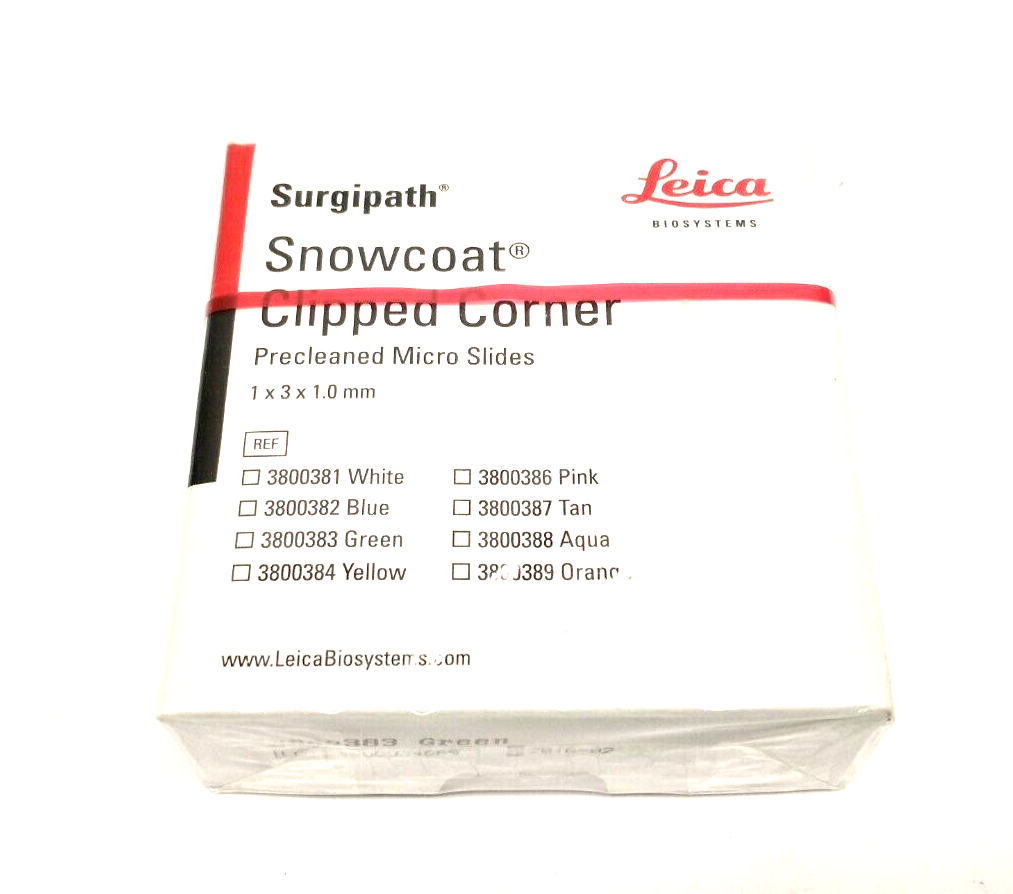 Surgipath®
Leica
BIOSYSTEMS
Snowcoat®
Clipped Corner
Precleaned Micro Slides
1 x 3 x 1.0 mm
REF
3800381 White
3800386 Pink
3800382 Blue
3800387 Tan
3800383 Green
3800388 Aqua
3800384 Yellow
www.LeicaBiosystems.com
Green